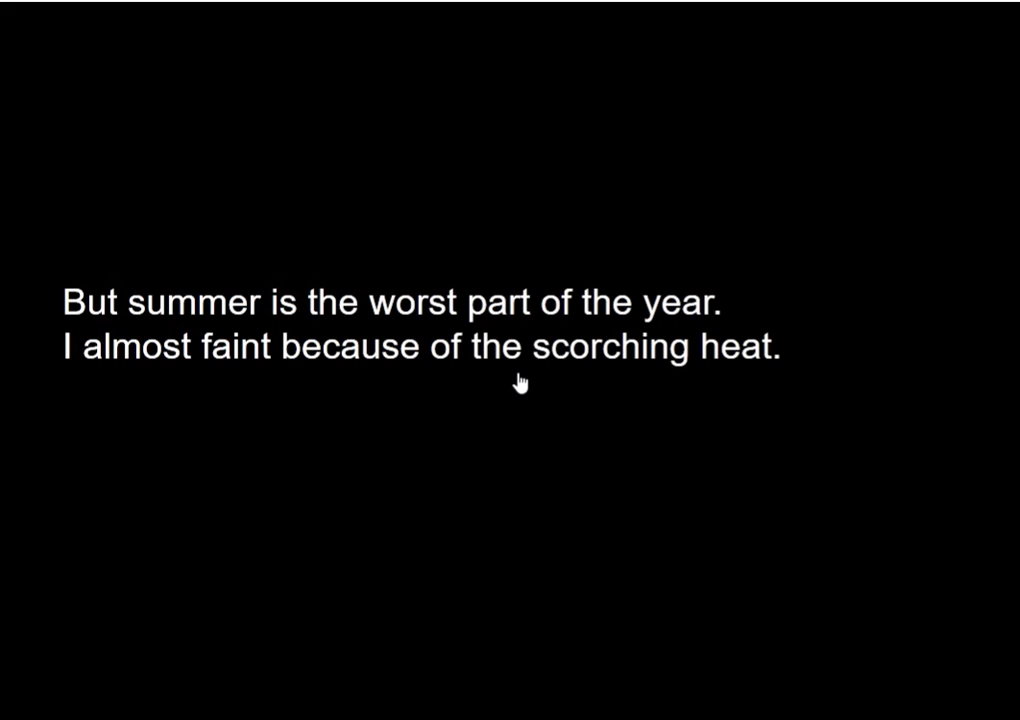 But summer is the worst part of the year.
I almost faint because of the scorching heat.